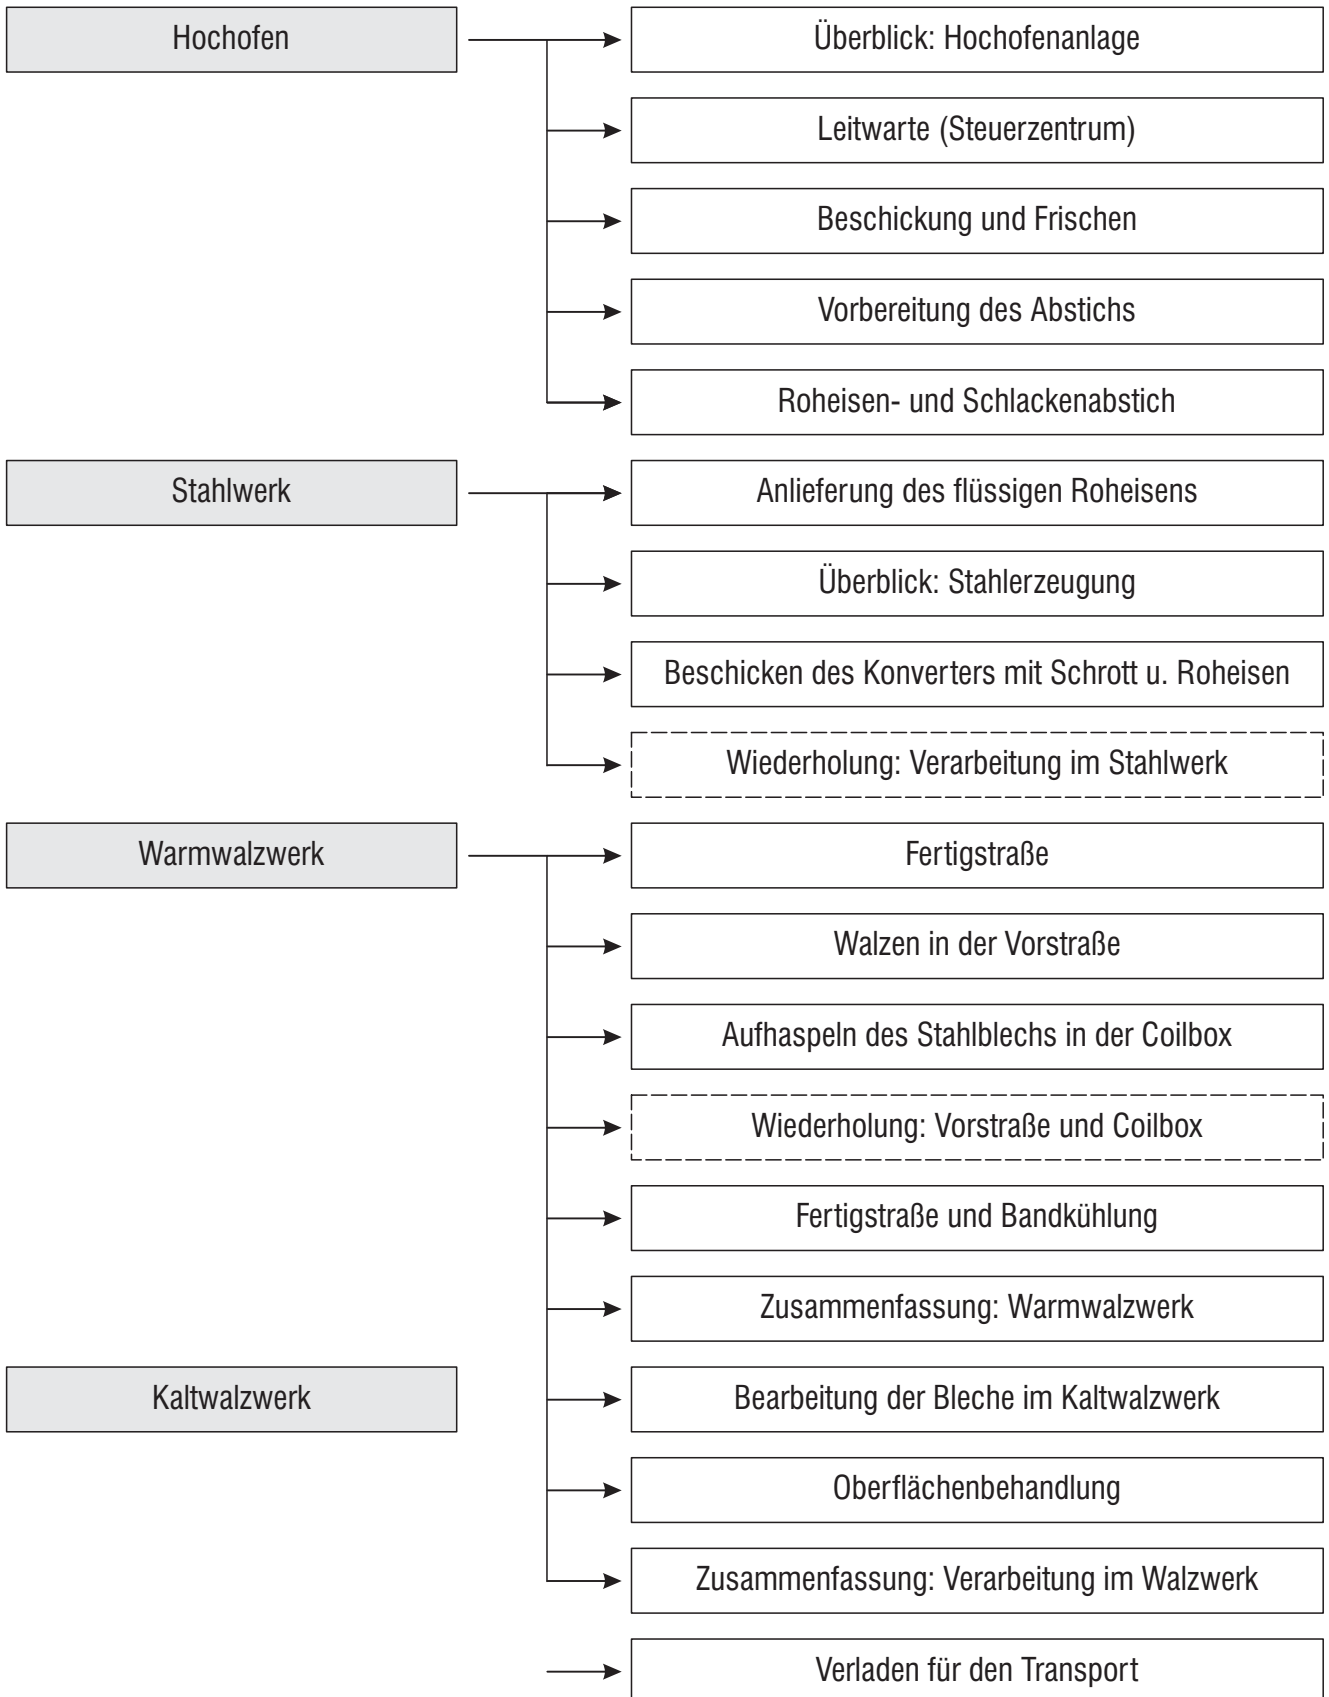 Hochofen
Überblick: Hochofenanlage
Leitwarte (Steuerzentrum)
Beschickung und Frischen
Vorbereitung des Abstichs
Roheisen- und Schlackenabstich
Stahlwerk
Anlieferung des flüssigen Roheisens
Überblick: Stahlerzeugung
Beschicken des Konverters mit Schrott u. Roheisen
Wiederholung: Verarbeitung im Stahlwerk
Warmwalzwerk
Fertigstraße
Walzen in der Vorstraße
Aufhaspeln des Stahlblechs in der Coilbox
Wiederholung: Vorstraße und Coilbox
Fertigstraße und Bandkühlung
Zusammenfassung: Warmwalzwerk
Kaltwalzwerk
Bearbeitung der Bleche im Kaltwalzwerk
Oberflächenbehandlung
Zusammenfassung: Verarbeitung im Walzwerk
Verladen für den Transport